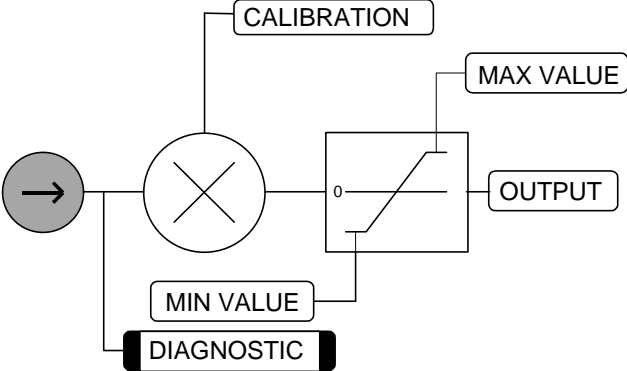 CALIBRATION
MAX VALUE
0
OUTPUT
MIN VALUE
DIAGNOSTIC